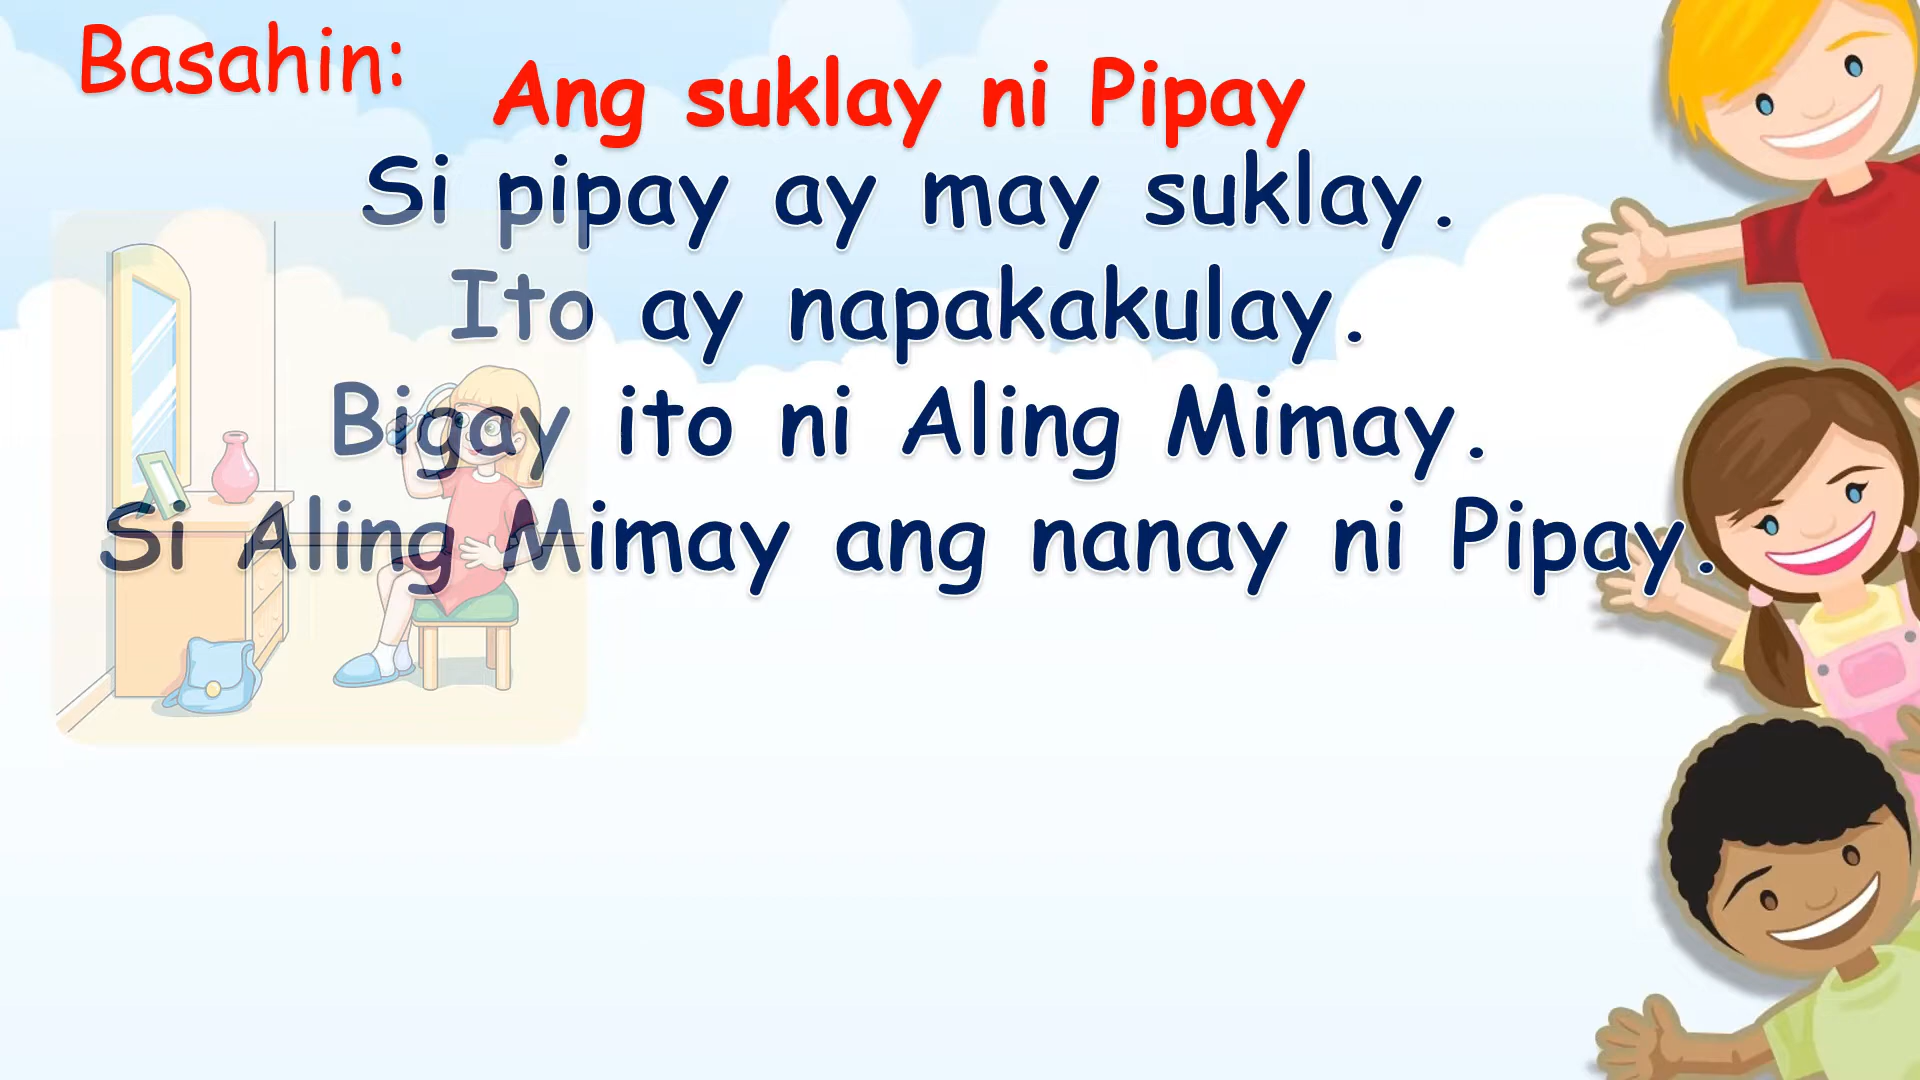 Basahin:
Ang suklay ni Pipay
Si pipay ay may suklay.
Ito ay napakakulay.
Bigay ito ni Aling Mimay.
Si Aling Mimay ang nanay ni Pipay.